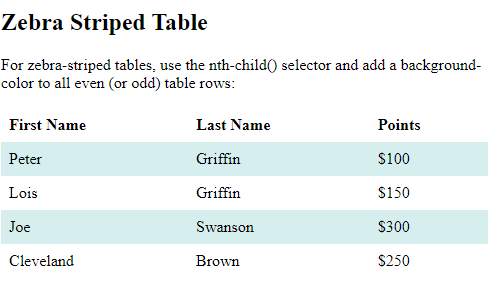 Zebra Striped Table
For zebra-striped tables, use the nth-child() selector and add a background-
color to all even (or odd) table rows:
First Name Last Name Points
Peter Griffin $100
Lois Griffin $150
Joe Swanson $300
Cleveland Brown $250